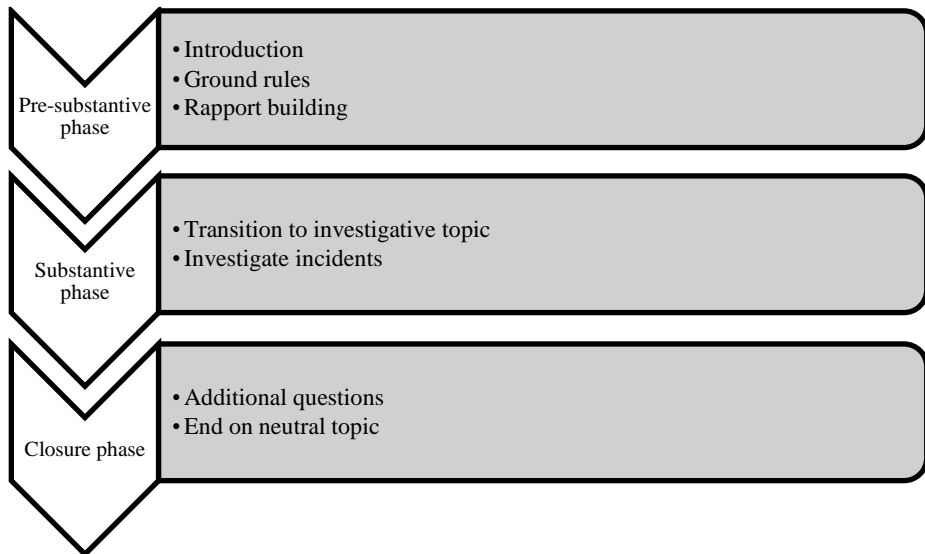 Pre-substantive
phase
• Introduction
• Ground rules
• Rapport building
Substantive
phase
• Transition to investigative topic
• Investigate incidents
Closure phase
• Additional questions
• End on neutral topic